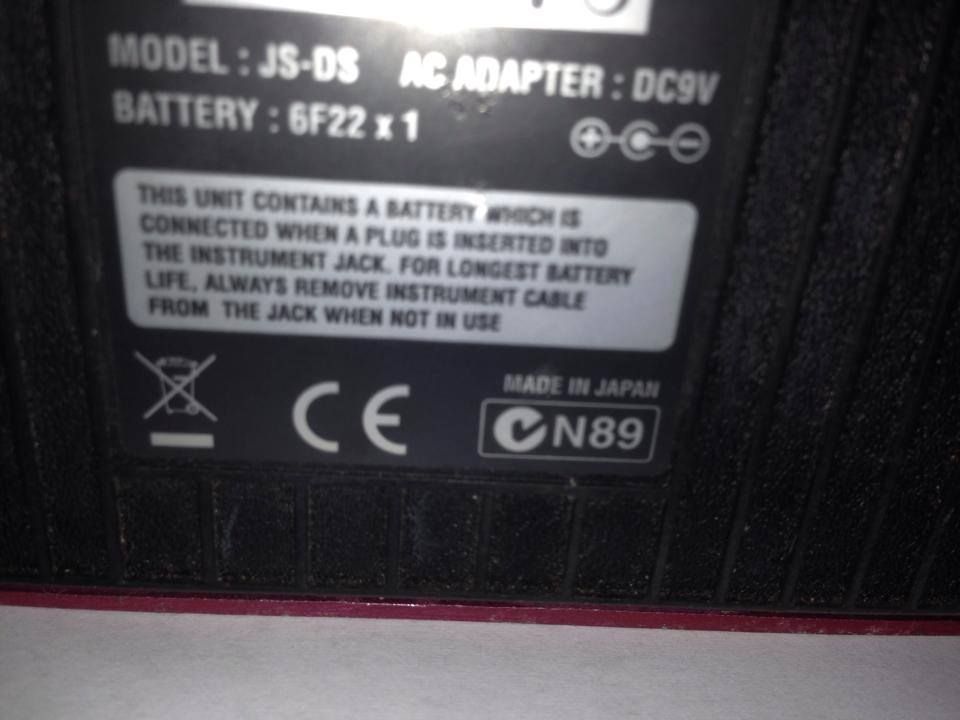 MODEL : JS-DS AC ADAPTER : DC9V
BATTERY : 6F22 x 1
THIS UNIT CONTAINS A BATTERY WHICH IS
CONNECTED WHEN A PLUG IS INSERTED INTO
THE INSTRUMENT JACK. FOR LONGEST BATTERY
LIFE, ALWAYS REMOVE INSTRUMENT CABLE
FROM THE JACK WHEN NOT IN USE
CE
MADE IN JAPAN
N89